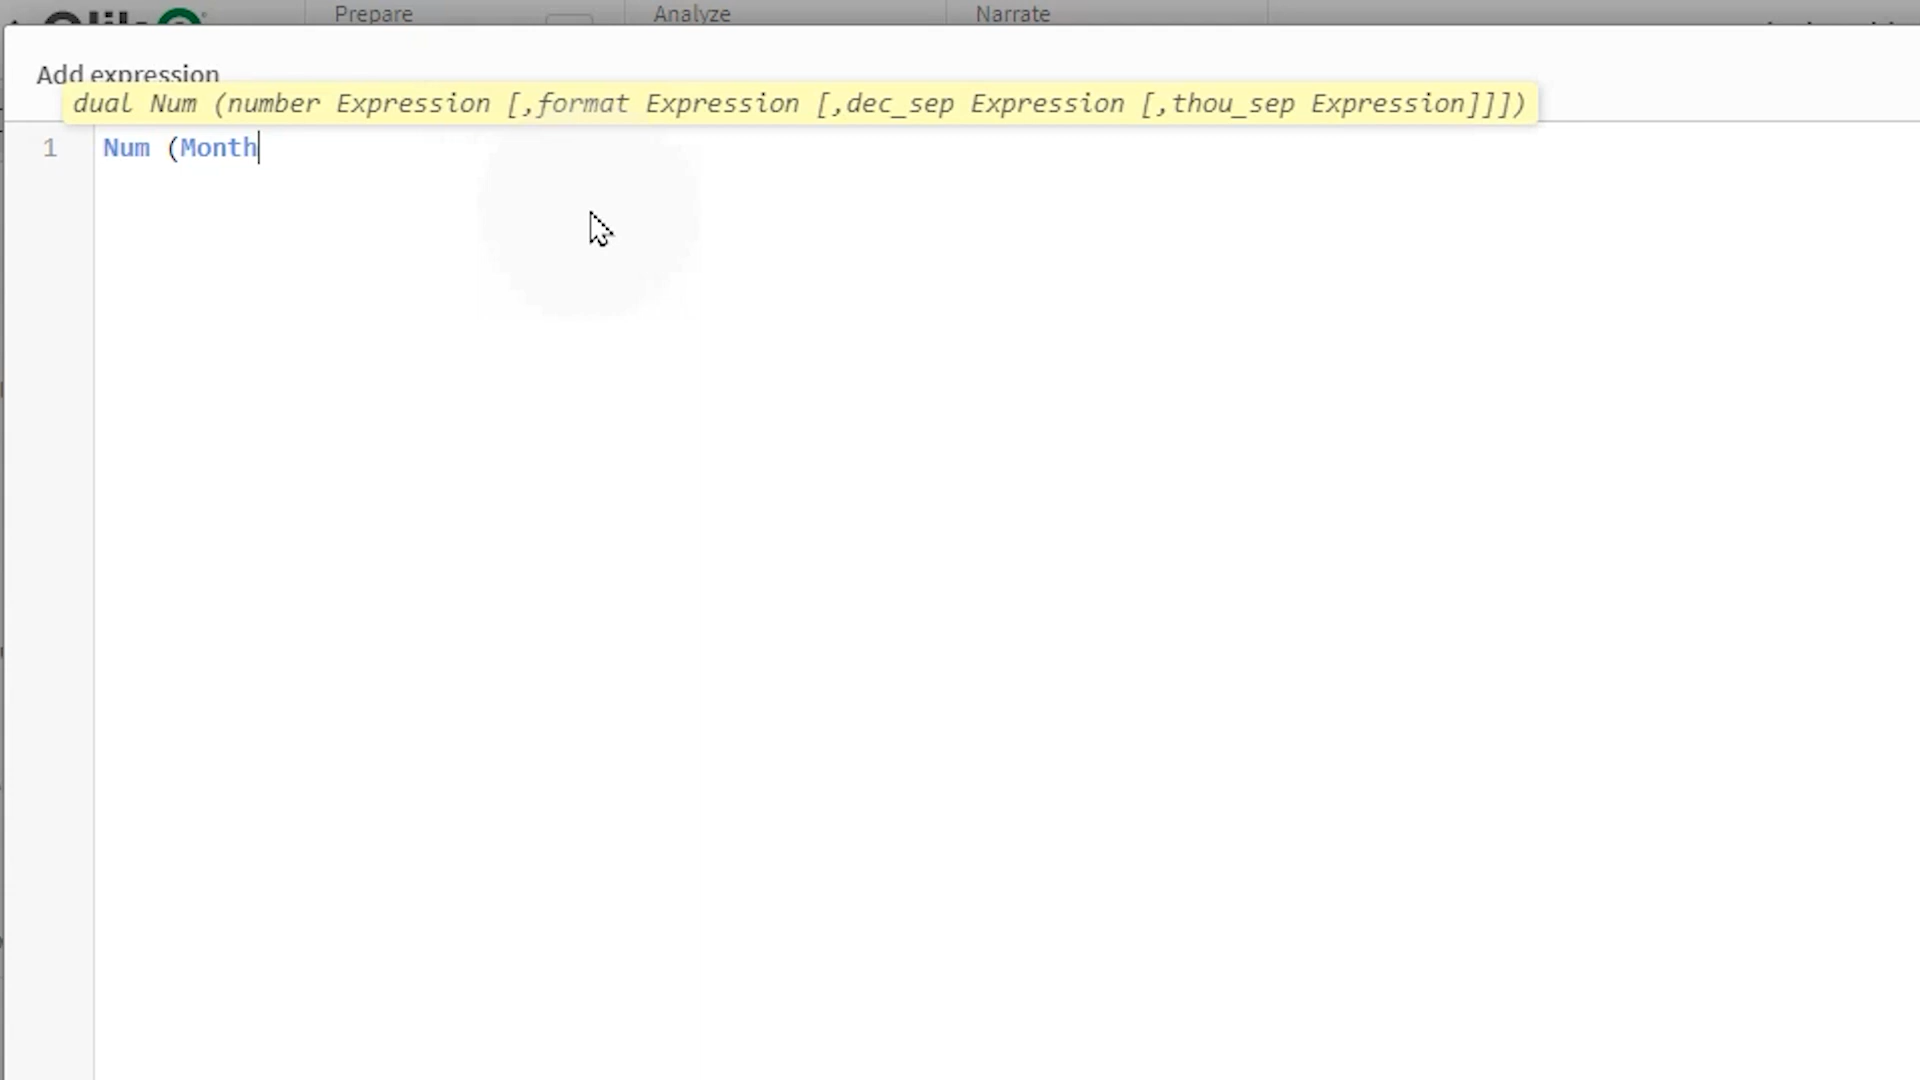 Prepare
Analyze
Narrate
Add expression
dual Num (number Expression [,format Expression [,dec_sep Expression [,thou_sep Expression]]])
1
Num (Month